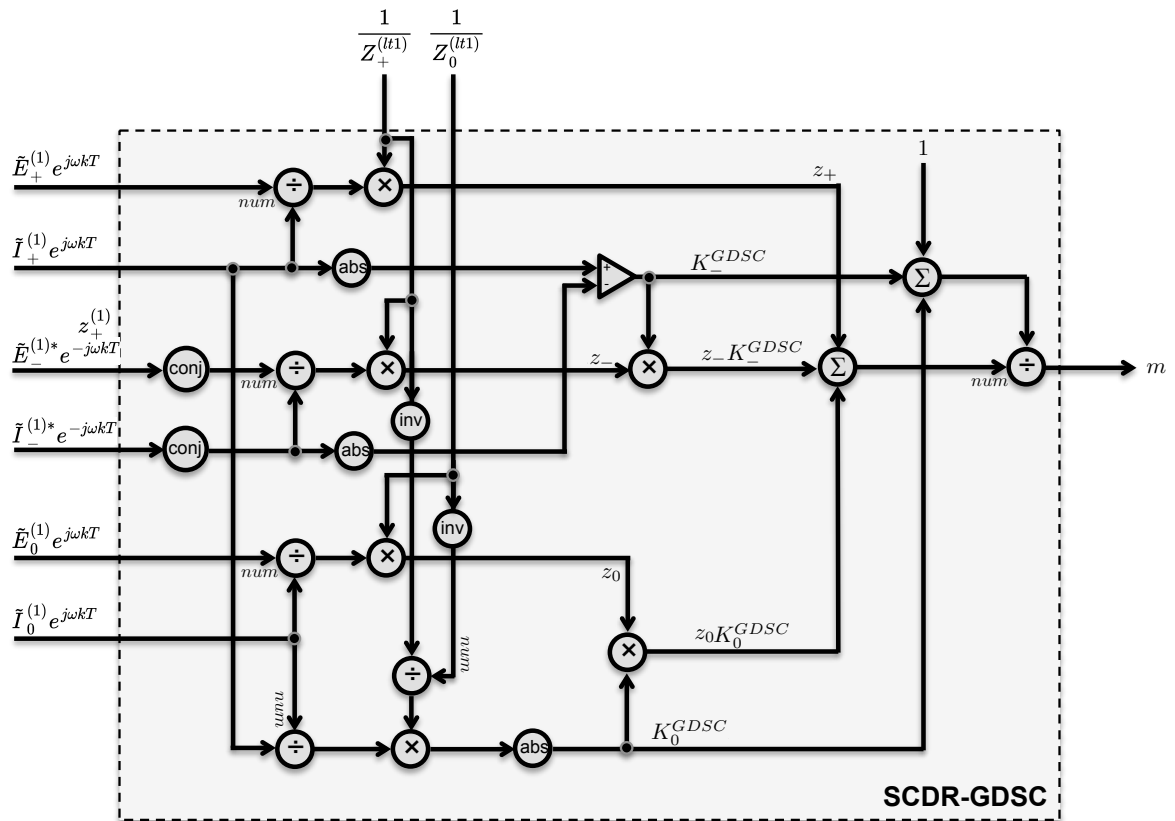 1/Z_+^{(lt1)} 1/Z_0^{(lt1)}
1
Ẽ_+^{(1)} e^{jωkT}
÷ × z_+
num
Ĩ_+^{(1)} e^{jωkT}
abs + - K_-^{GDSC} Σ
z_+^{(1)}
Ẽ_-^{(1)*} e^{-jωkT}
conj ÷ × z_- × z_-K_-^{GDSC} Σ ÷ m
num num
inv
Ĩ_-^{(1)*} e^{-jωkT}
conj abs
inv
Ẽ_0^{(1)} e^{jωkT}
÷ ×
num z_0
Ĩ_0^{(1)} e^{jωkT}
× z_0K_0^{GDSC}
÷ num
num
÷ × abs K_0^{GDSC}
SCDR-GDSC